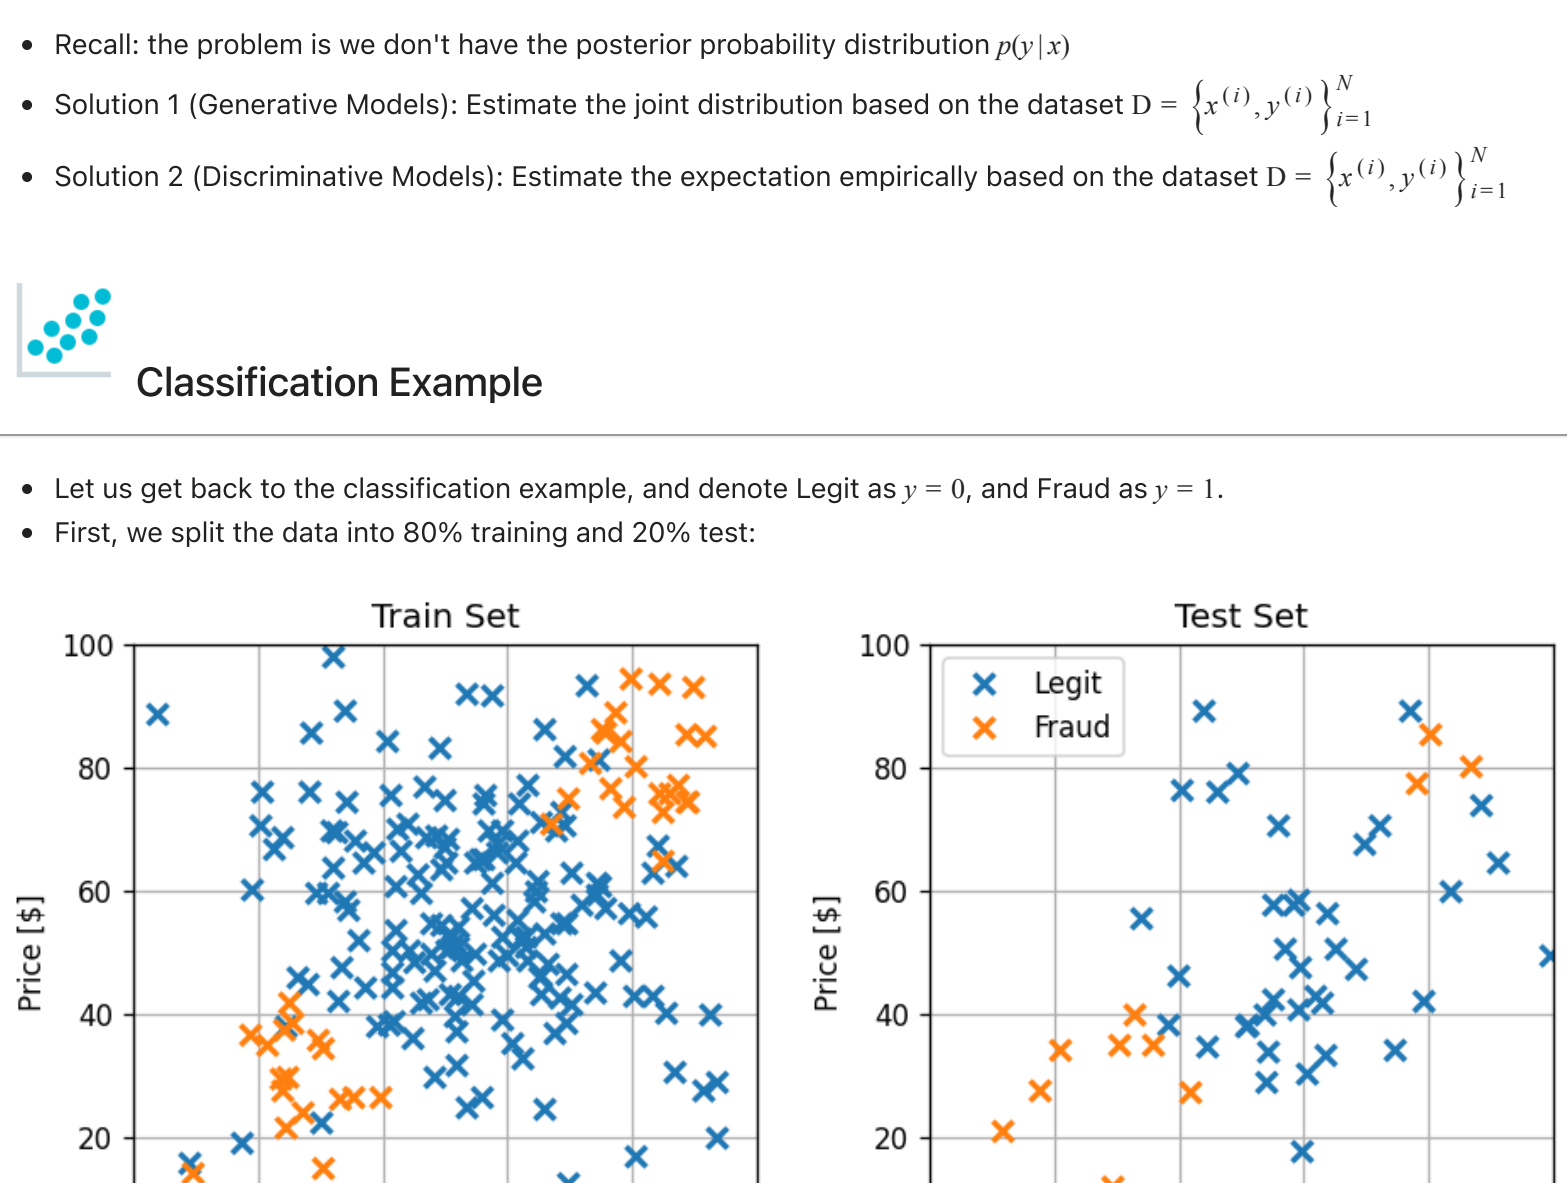 Recall: the problem is we don't have the posterior probability distribution p(y|x)
Solution 1 (Generative Models): Estimate the joint distribution based on the dataset D = {x^(i), y^(i)}_{i=1}^N
Solution 2 (Discriminative Models): Estimate the expectation empirically based on the dataset D = {x^(i), y^(i)}_{i=1}^N
Classification Example
Let us get back to the classification example, and denote Legit as y = 0, and Fraud as y = 1.
First, we split the data into 80% training and 20% test:
Train Set
100
80
60
40
20
Price [$]
Test Set
100
80
60
40
20
Price [$]
Legit
Fraud